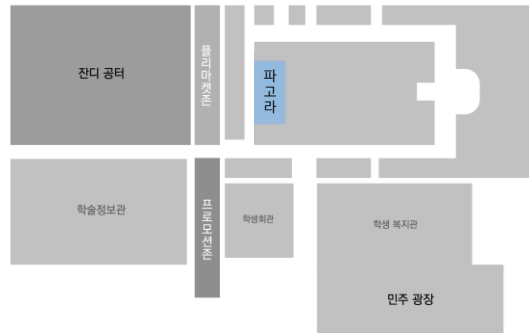 잔디 공터
플리마켓존
파고라
학술정보관
프로모션존
학생회관
학생 복지관
민주 광장